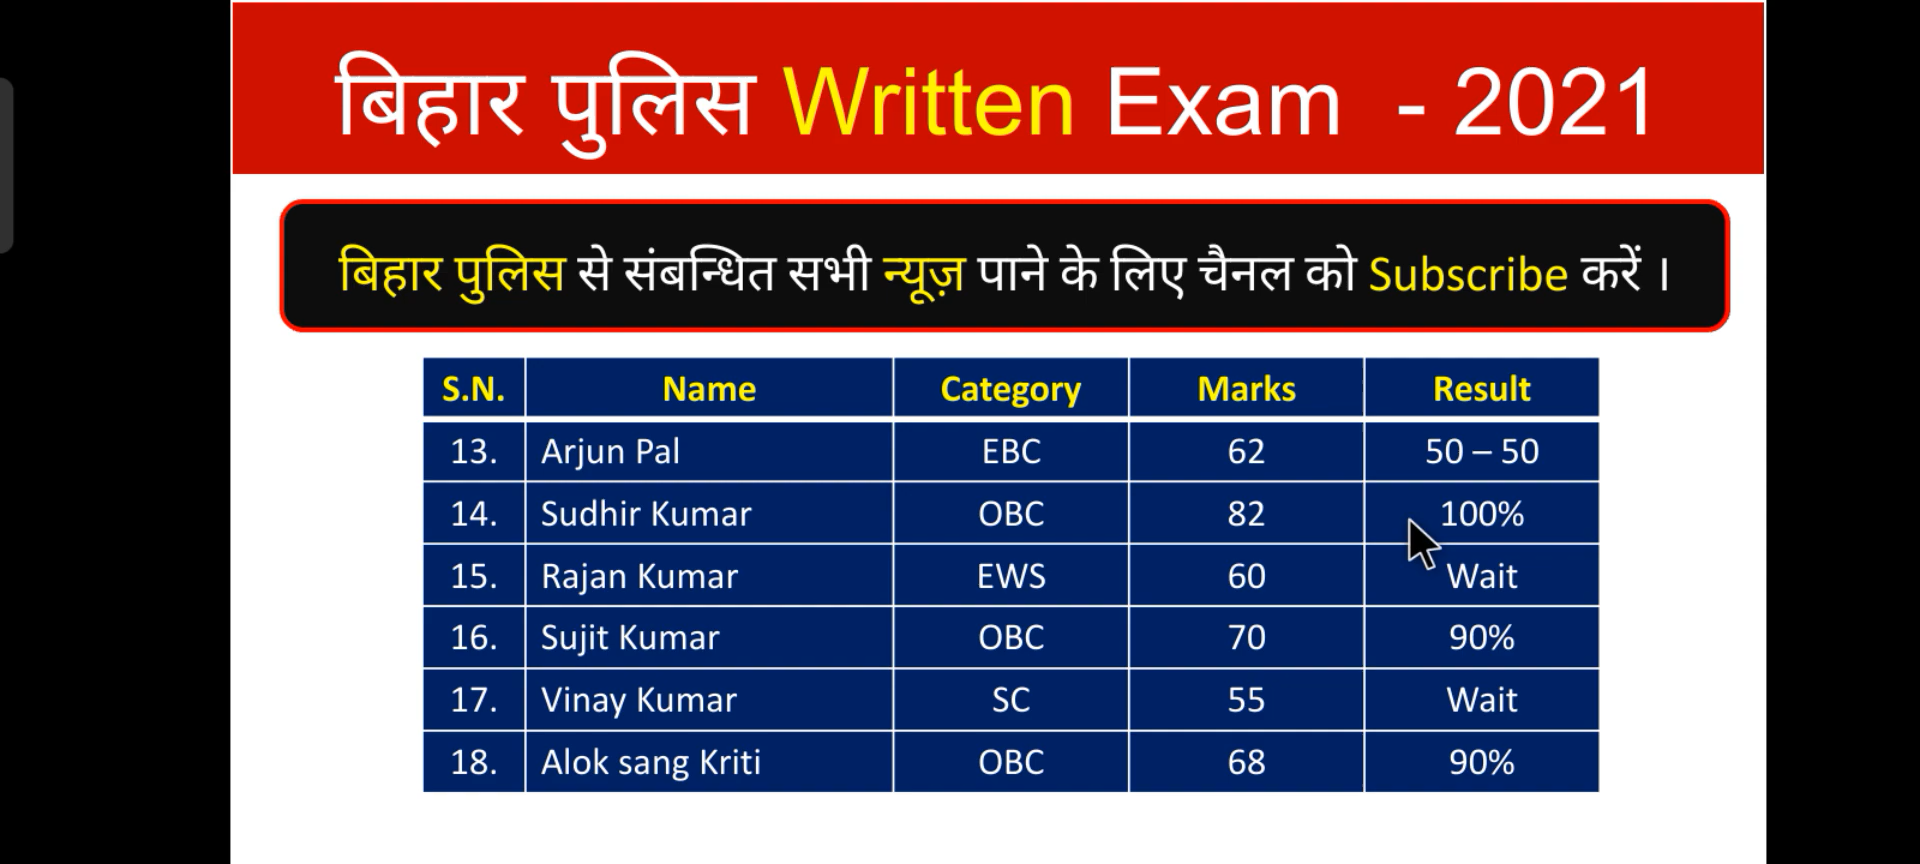 बिहार पुलिस Written Exam - 2021
बिहार पुलिस से संबन्धित सभी न्यूज़ पाने के लिए चैनल को Subscribe करें ।
S.N. Name Category Marks Result
13. Arjun Pal EBC 62 50 – 50
14. Sudhir Kumar OBC 82 100%
15. Rajan Kumar EWS 60 Wait
16. Sujit Kumar OBC 70 90%
17. Vinay Kumar SC 55 Wait
18. Alok sang Kriti OBC 68 90%